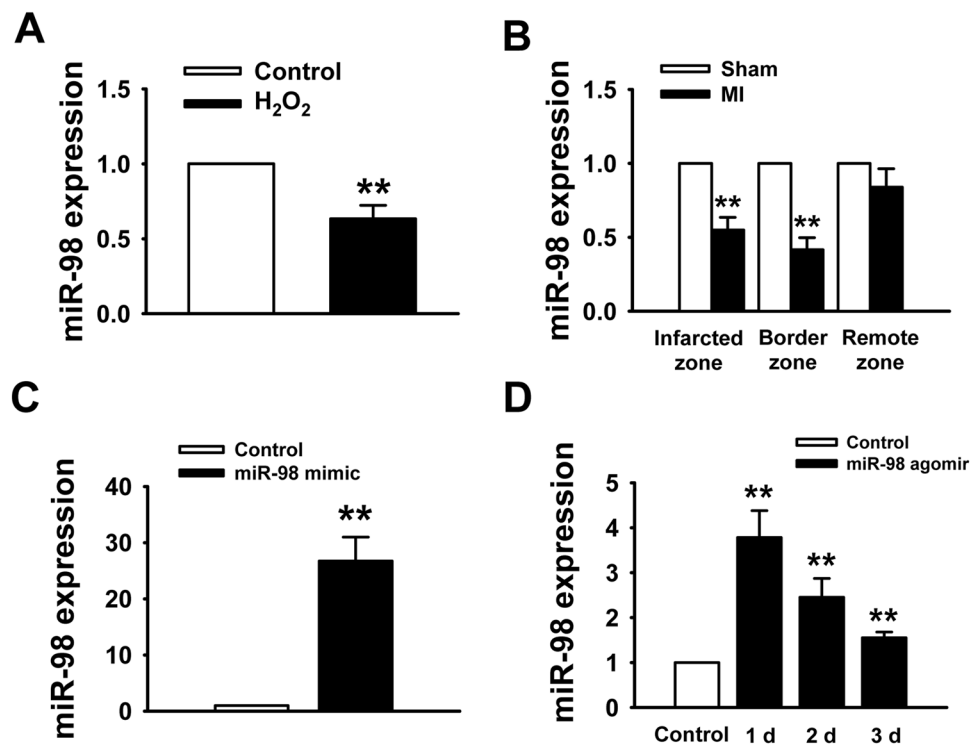 A
Control
H₂O₂
miR-98 expression
1.5
1.0
0.5
0.0
**
B
Sham
MI
miR-98 expression
1.5
1.0
0.5
0.0
**
**
Infarcted zone
Border zone
Remote zone
C
Control
miR-98 mimic
miR-98 expression
40
30
20
10
0
**
D
Control
miR-98 agomir
miR-98 expression
5
4
3
2
1
0
**
**
**
Control 1 d 2 d 3 d